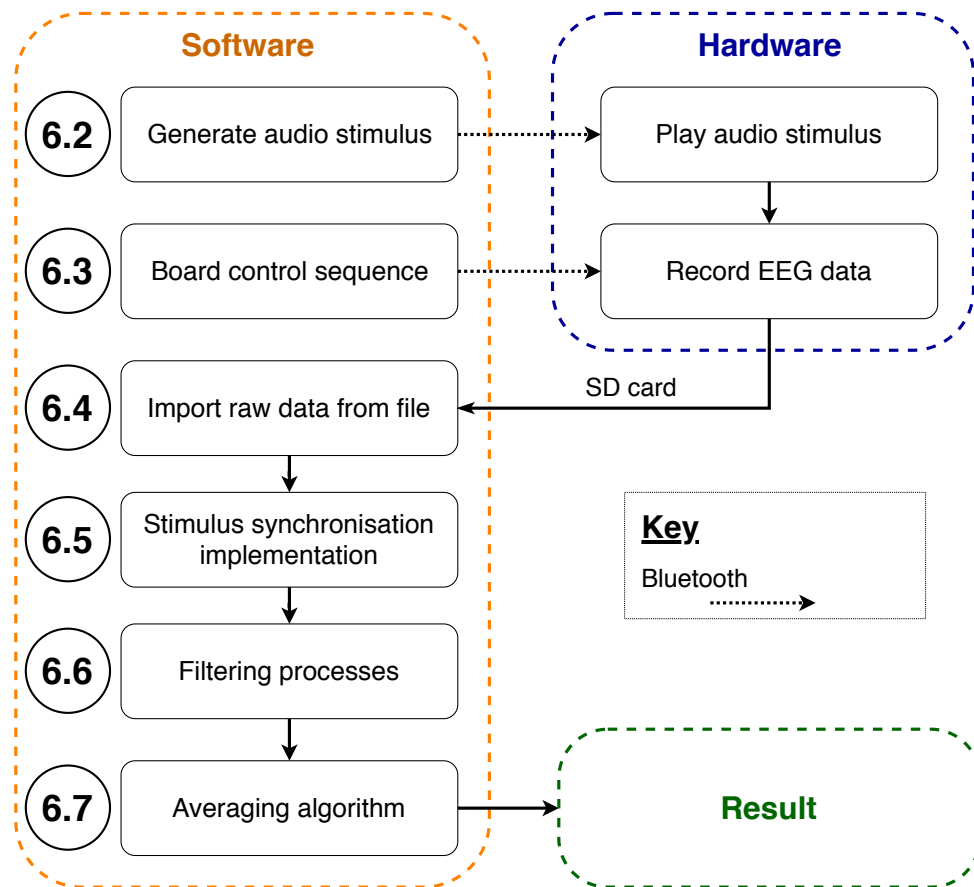 Software
Hardware
6.2
Generate audio stimulus
Play audio stimulus
6.3
Board control sequence
Record EEG data
SD card
6.4
Import raw data from file
6.5
Stimulus synchronisation
implementation
Key
Bluetooth
6.6
Filtering processes
6.7
Averaging algorithm
Result